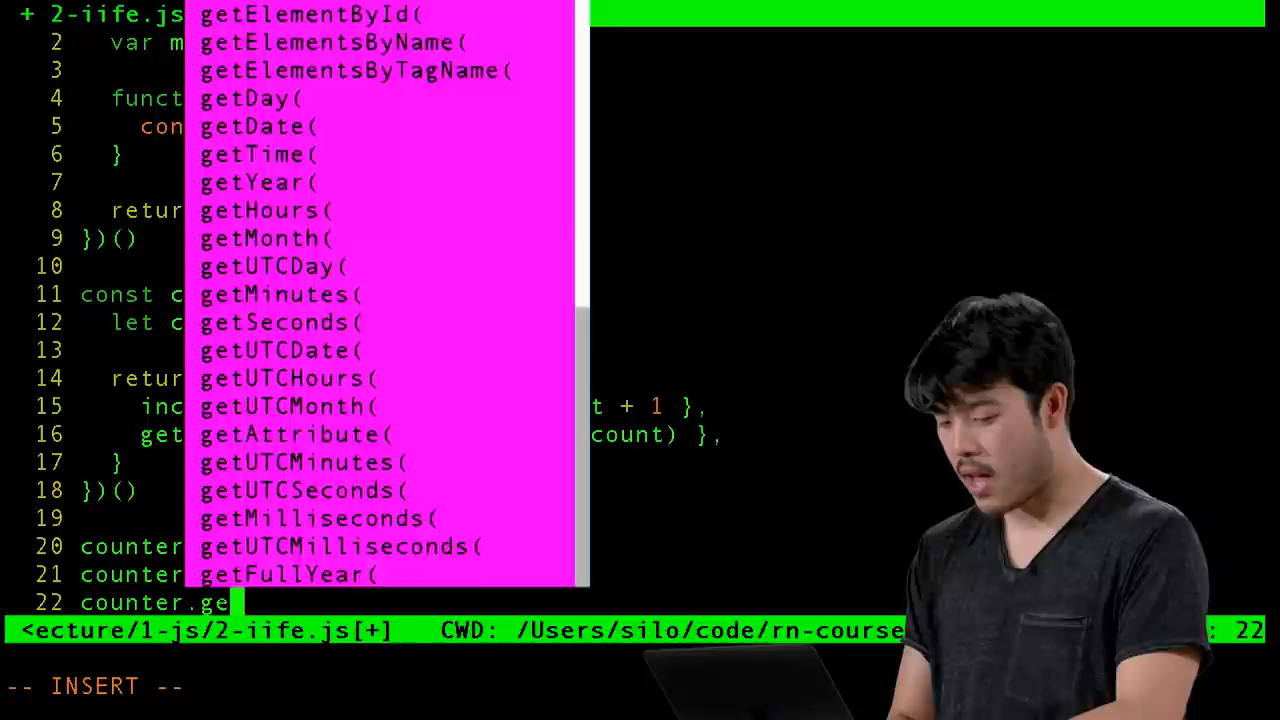 + 2-iife.js getElementById(
2 var m getElementsByName(
3 getElementsByTagName(
4 funct getDay(
5 con getDate(
6 } getTime(
7 getYear(
8 retur getHours(
9 })() getMonth(
10 getUTCDay(
11 const c getMinutes(
12 let c getSeconds(
13 getUTCDate(
14 retur getUTCHours(
15 inc getUTCMonth( t + 1 },
16 get getAttribute( count) },
17 } getUTCMinutes(
18 })() getUTCSeconds(
19 getMilliseconds(
20 counter getUTCMilliseconds(
21 counter getFullYear(
22 counter.ge
<ecture/1-js/2-iife.js[+] CWD: /Users/silo/code/rn-course : 22
-- INSERT --